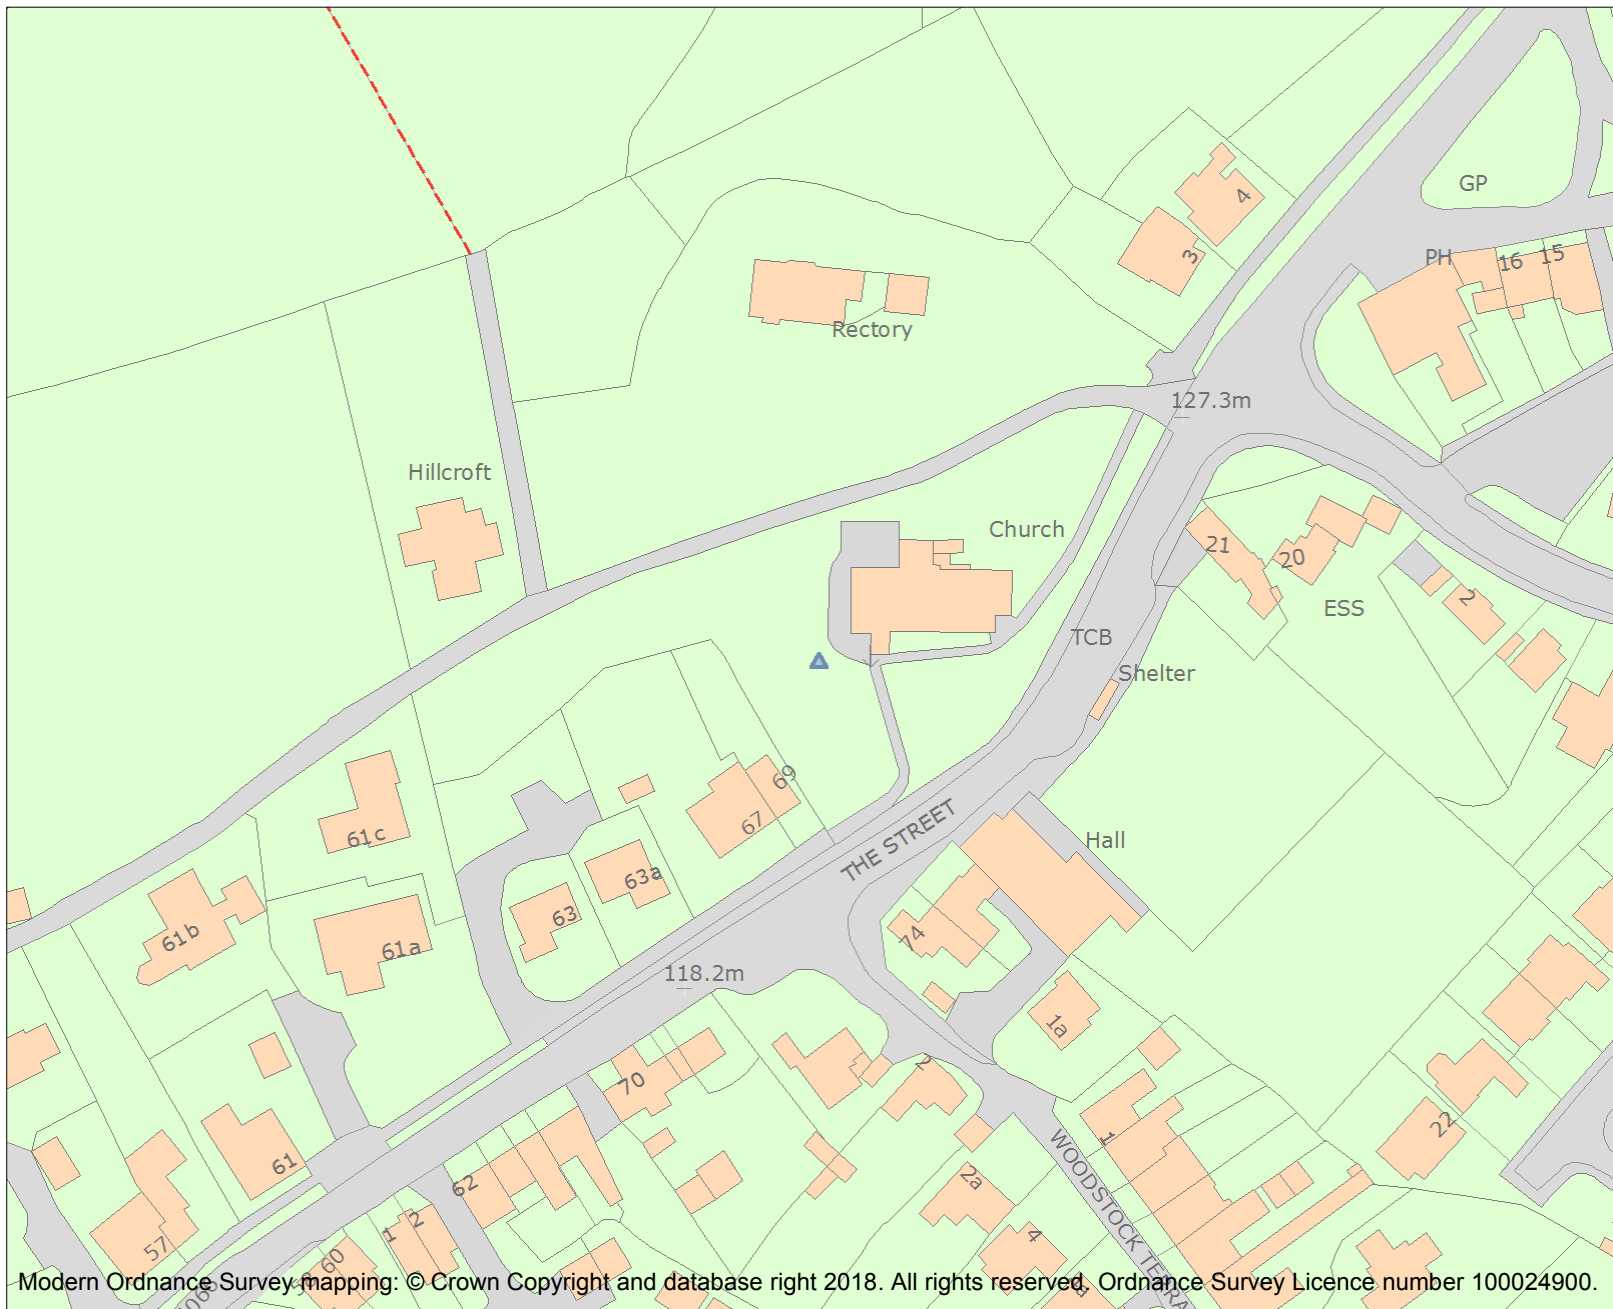 GP
4
3
PH
16
15
Rectory
127.3m
Hillcroft
Church
21
20
2
ESS
TCB
Shelter
69
67
THE STREET
Hall
61c
63a
63
61b
61a
74
118.2m
1a
70
2
1
22
WOODSTOCK TERRA
61
62
2a
2
1
4
57
60
Modern Ordnance Survey mapping: © Crown Copyright and database right 2018. All rights reserved. Ordnance Survey Licence number 100024900.